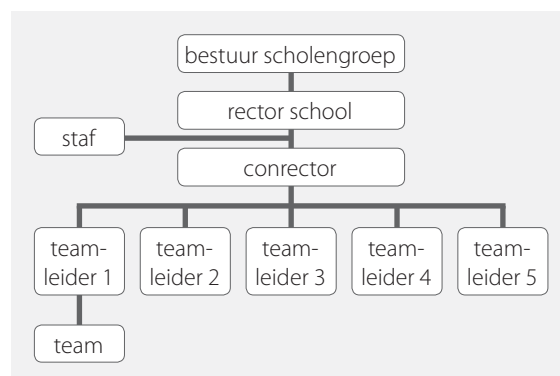 bestuur scholengroep
rector school
staf
conrector
team-
leider 1
team-
leider 2
team-
leider 3
team-
leider 4
team-
leider 5
team